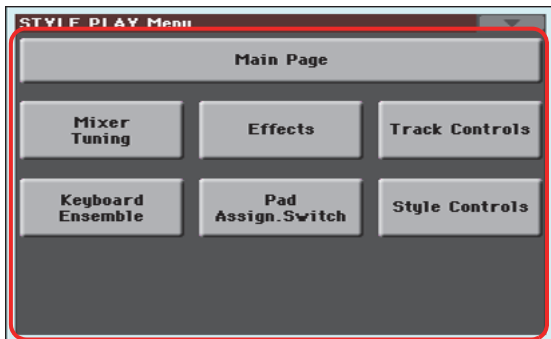 STYLE PLAY Menu
Main Page
Mixer
Tuning
Effects
Track Controls
Keyboard
Ensemble
Pad
Assign.Switch
Style Controls